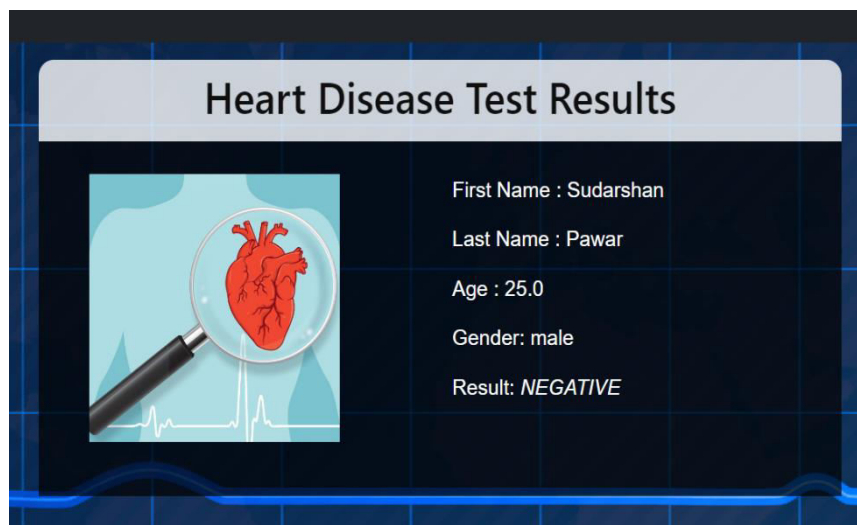 Heart Disease Test Results
First Name : Sudarshan
Last Name : Pawar
Age : 25.0
Gender: male
Result: NEGATIVE